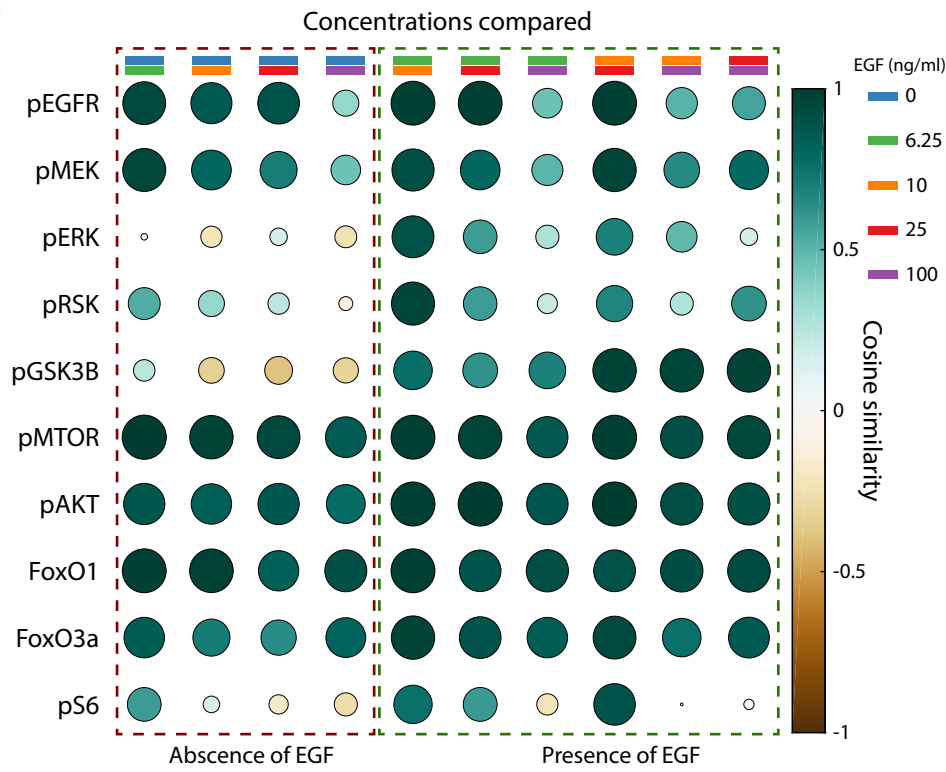 Concentrations compared
EGF (ng/ml)
0
6.25
10
25
100
pEGFR
pMEK
pERK
pRSK
pGSK3B
pMTOR
pAKT
FoxO1
FoxO3a
pS6
1
0.5
0
-0.5
-1
Cosine similarity
Absence of EGF
Presence of EGF